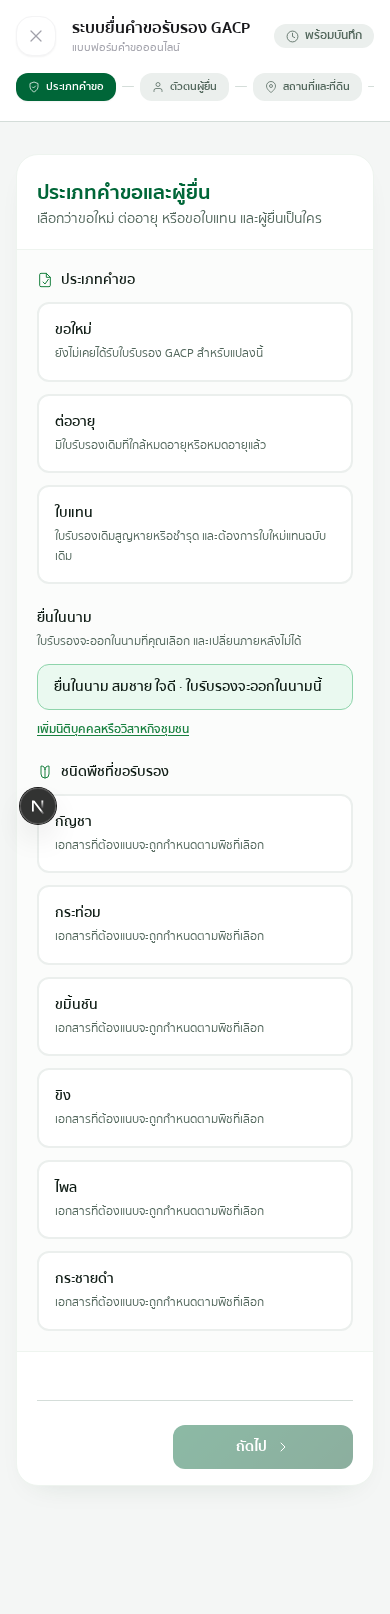 ระบบยื่นคำขอรับรอง GACP
แบบฟอร์มคำขอออนไลน์
พร้อมบันทึก
ประเภทคำขอ
ตัวตนผู้ยื่น
สถานที่และที่ดิน
ประเภทคำขอและผู้ยื่น
เลือกว่าขอใหม่ ต่ออายุ หรือขอใบแทน และผู้ยื่นเป็นใคร
ประเภทคำขอ
ขอใหม่
ยังไม่เคยได้รับใบรับรอง GACP สำหรับแปลงนี้
ต่ออายุ
มีใบรับรองเดิมที่ใกล้หมดอายุหรือหมดอายุแล้ว
ใบแทน
ใบรับรองเดิมสูญหายหรือชำรุด และต้องการใบใหม่แทนฉบับ
เดิม
ยื่นในนาม
ใบรับรองจะออกในนามที่คุณเลือก และเปลี่ยนภายหลังไม่ได้
ยื่นในนาม สมชาย ใจดี · ใบรับรองจะออกในนามนี้
เพิ่มนิติบุคคลหรือวิสาหกิจชุมชน
ชนิดพืชที่ขอรับรอง
กัญชา
เอกสารที่ต้องแนบจะถูกกำหนดตามพืชที่เลือก
กระท่อม
เอกสารที่ต้องแนบจะถูกกำหนดตามพืชที่เลือก
ขมิ้นชัน
เอกสารที่ต้องแนบจะถูกกำหนดตามพืชที่เลือก
ขิง
เอกสารที่ต้องแนบจะถูกกำหนดตามพืชที่เลือก
ไพล
เอกสารที่ต้องแนบจะถูกกำหนดตามพืชที่เลือก
กระชายดำ
เอกสารที่ต้องแนบจะถูกกำหนดตามพืชที่เลือก
ถัดไป